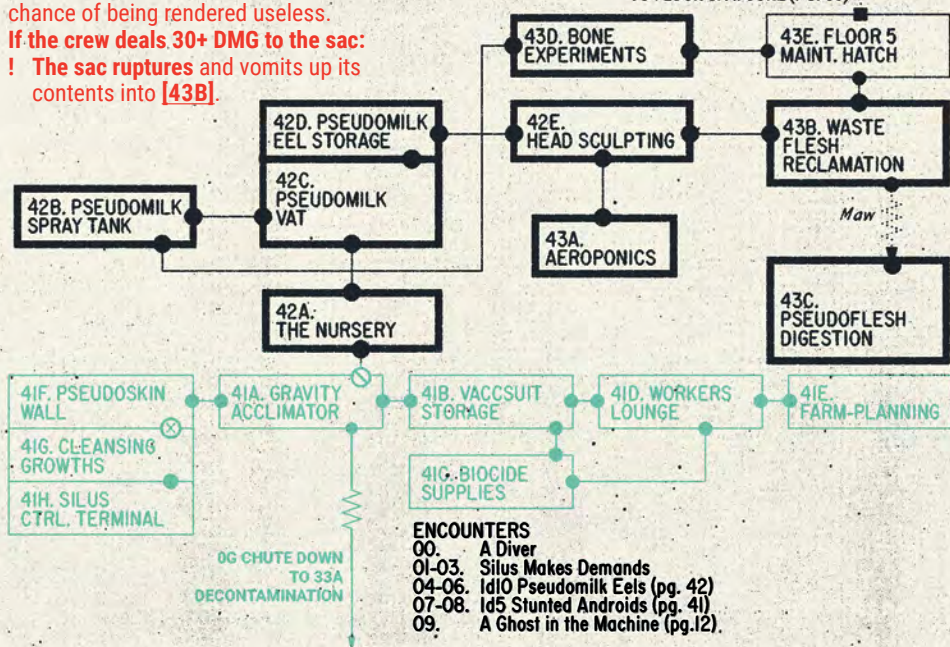 chance of being rendered useless.
If the crew deals 30+ DMG to the sac:
! The sac ruptures and vomits up its
contents into [43B].
43D. BONE
EXPERIMENTS
43E. FLOOR 5
MAINT. HATCH
42D. PSEUDOMILK
EEL STORAGE
42E.
HEAD SCULPTING
43B. WASTE
FLESH
RECLAMATION
42C.
PSEUDOMILK
VAT
42B. PSEUDOMILK
SPRAY TANK
Maw
43A.
AEROPONICS
42A.
THE NURSERY
43C.
PSEUDOFLESH
DIGESTION
41F. PSEUDOSKIN
WALL
41A. GRAVITY
ACCLIMATOR
41B. VACCSUIT
STORAGE
41D. WORKERS
LOUNGE
41E.
FARM-PLANNING
41G. CLEANSING
GROWTHS
41C. BIOCIDE
SUPPLIES
41H. SILUS
CTRL. TERMINAL
0G CHUTE DOWN
TO 33A
DECONTAMINATION
ENCOUNTERS
00. A Diver
01-03. Silus Makes Demands
04-06. 1d10 Pseudomilk Eels (pg. 42)
07-08. 1d5 Stunted Androids (pg. 41)
09. A Ghost in the Machine (pg.12)